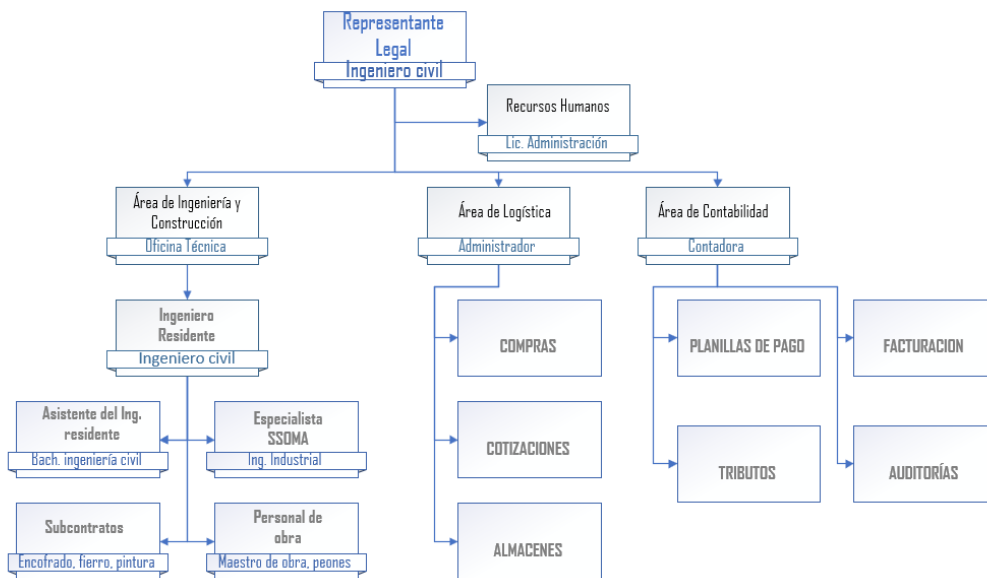 Representante
Legal
Ingeniero civil
Recursos Humanos
Lic. Administración
Área de Ingeniería y
Construcción
Oficina Técnica
Área de Logística
Administrador
Área de Contabilidad
Contadora
Ingeniero
Residente
Ingeniero civil
COMPRAS
PLANILLAS DE PAGO
FACTURACION
Asistente del Ing.
residente
Bach. ingeniería civil
Especialista
SSOMA
Ing. Industrial
COTIZACIONES
TRIBUTOS
AUDITORÍAS
Subcontratos
Encofrado, fierro, pintura
Personal de
obra
Maestro de obra, peones
ALMACENES